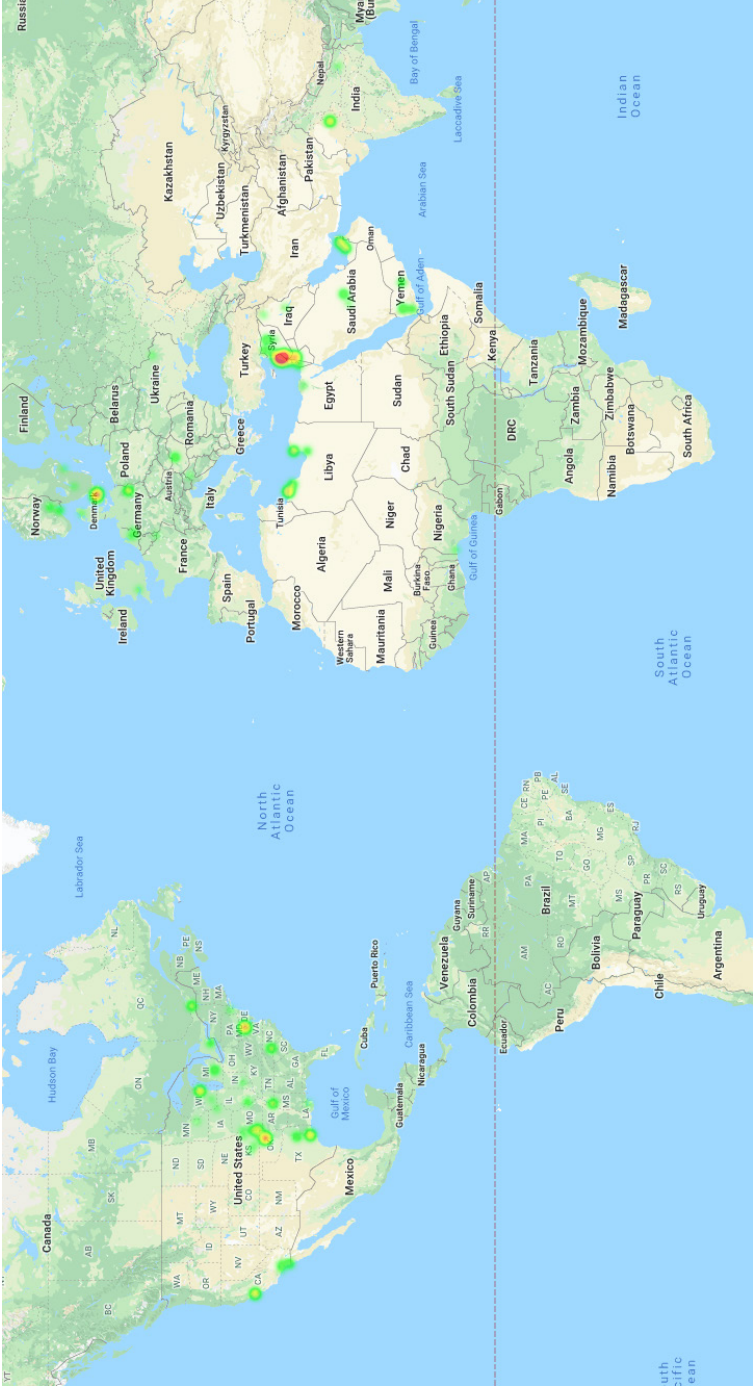 Russia
Finland
Norway
Kazakhstan
Belarus
Ukraine
Poland
Germany
United
Kingdom
Ireland
France
Austria
Romania
Italy
Spain
Portugal
Greece
Turkey
Syria
Iraq
Iran
Uzbekistan
Kyrgyzstan
Turkmenistan
Afghanistan
Pakistan
Nepal
India
Bay of Bengal
Laccadive Sea
Arabian Sea
Indian
Ocean
Oman
Saudi Arabia
Yemen
Gulf of Aden
Egypt
Libya
Tunisia
Algeria
Morocco
Western
Sahara
Mauritania
Mali
Niger
Chad
Sudan
South Sudan
Ethiopia
Somalia
Kenya
Nigeria
Burkina
Faso
Ghana
Guinea
Gulf of Guinea
Gabon
DRC
Tanzania
Angola
Zambia
Mozambique
Zimbabwe
Madagascar
Namibia
Botswana
South Africa
South
Atlantic
Ocean
North
Atlantic
Ocean
Labrador Sea
Hudson Bay
Canada
YT
BC
AB
SK
MB
ON
QC
NL
NB
PE
NS
United States
WA
OR
CA
NV
ID
MT
WY
UT
CO
AZ
NM
ND
SD
NE
KS
TX
MN
IA
MO
AR
LA
IL
MI
IN
OH
KY
TN
MS
AL
GA
FL
SC
NC
WV
VA
PA
NY
DE
NH
MA
ME
Gulf of
Mexico
Mexico
Cuba
Puerto Rico
Caribbean Sea
Guatemala
Nicaragua
Venezuela
Colombia
Guyana
Suriname
Ecuador
Peru
Brazil
Bolivia
Paraguay
Chile
Argentina
Uruguay
RR
AP
AM
PA
AC
RO
MT
MA
TO
PI
CE
RN
PB
PE
AL
SE
BA
GO
MG
ES
MS
SP
RJ
PR
SC
RS